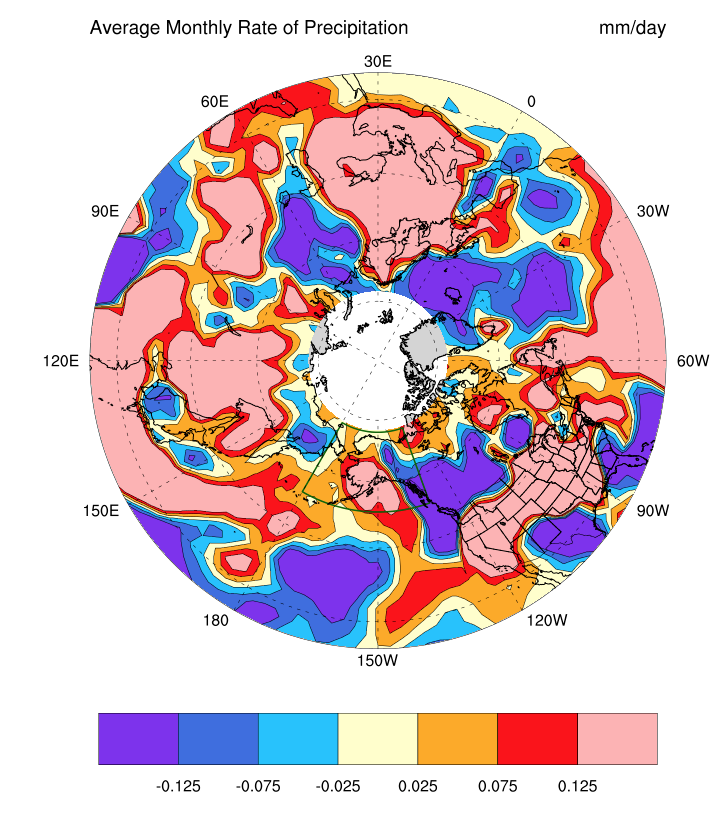 Average Monthly Rate of Precipitation mm/day
30E
60E 0
90E 30W
120E 60W
150E 90W
180 120W
150W
-0.125 -0.075 -0.025 0.025 0.075 0.125